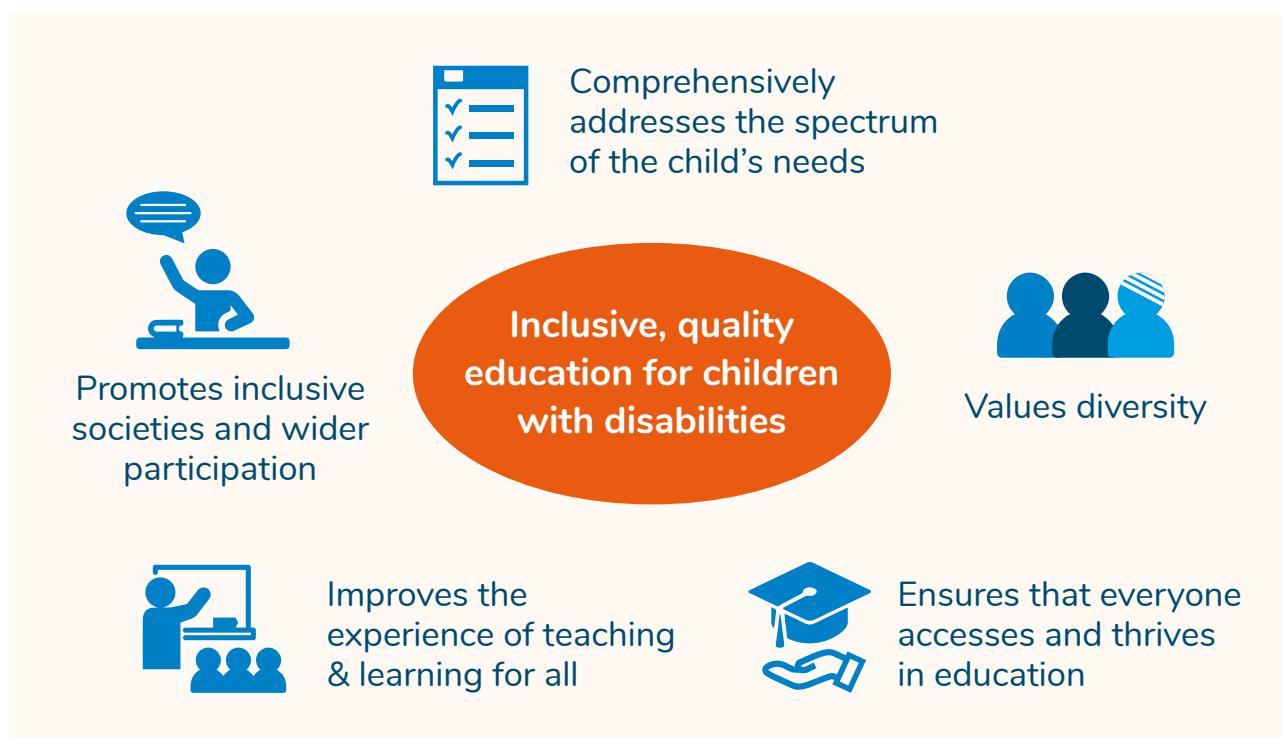 Comprehensively
addresses the spectrum
of the child’s needs
Promotes inclusive
societies and wider
participation
Inclusive, quality
education for children
with disabilities
Values diversity
Improves the
experience of teaching
& learning for all
Ensures that everyone
accesses and thrives
in education